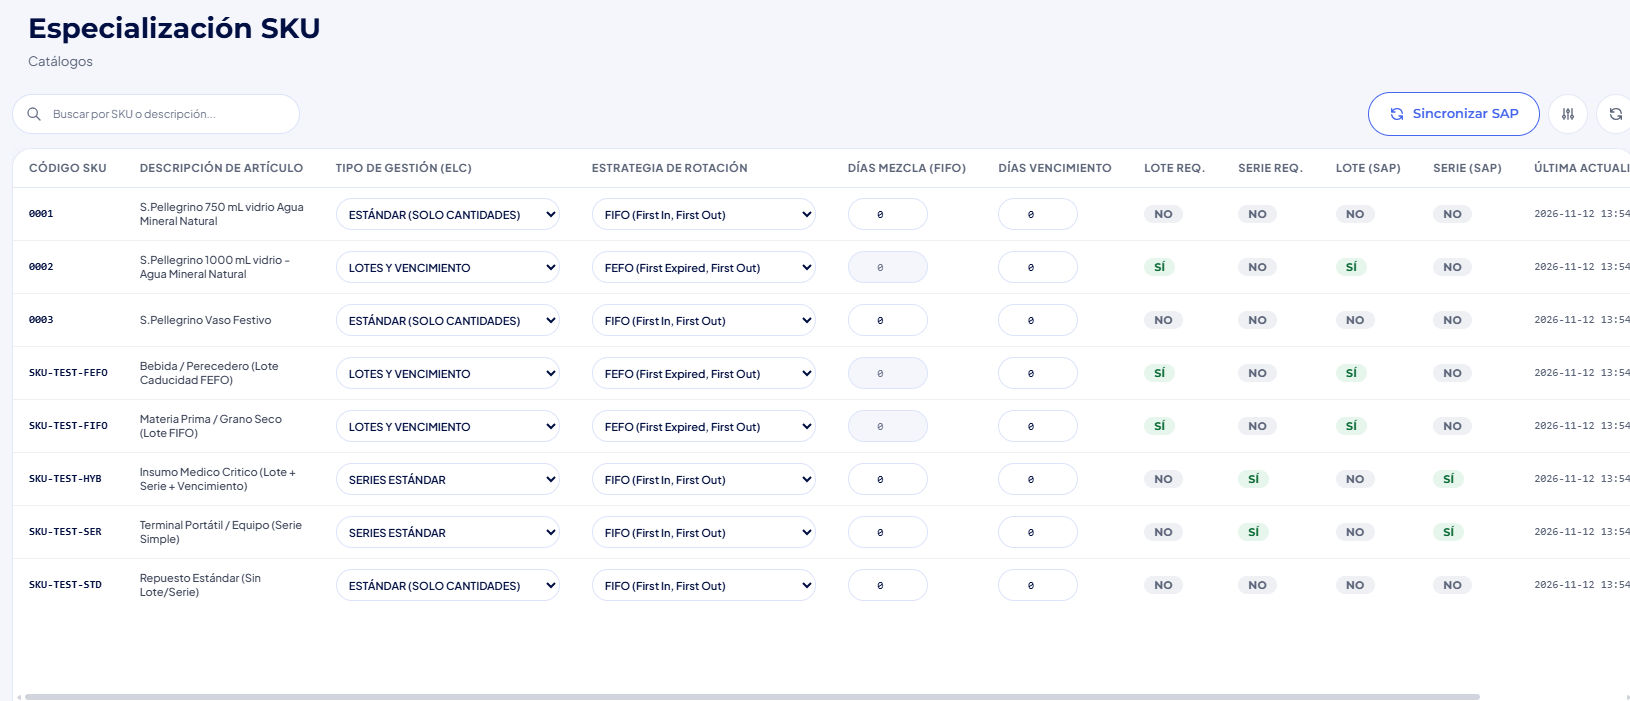 Especialización SKU
Catálogos
Buscar por SKU o descripción...
Sincronizar SAP
CÓDIGO SKU DESCRIPCIÓN DE ARTÍCULO TIPO DE GESTIÓN (ELC) ESTRATEGIA DE ROTACIÓN DÍAS MEZCLA (FIFO) DÍAS VENCIMIENTO LOTE REQ. SERIE REQ. LOTE (SAP) SERIE (SAP) ÚLTIMA ACTUALI
0001 S.Pellegrino 750 mL vidrio Agua
Mineral Natural ESTÁNDAR (SOLO CANTIDADES) FIFO (First In, First Out) 0 0 NO NO NO NO 2026-11-12 13:54
0002 S.Pellegrino 1000 mL vidrio -
Agua Mineral Natural LOTES Y VENCIMIENTO FEFO (First Expired, First Out) 0 0 SÍ NO SÍ NO 2026-11-12 13:54
0003 S.Pellegrino Vaso Festivo ESTÁNDAR (SOLO CANTIDADES) FIFO (First In, First Out) 0 0 NO NO NO NO 2026-11-12 13:54
SKU-TEST-FEFO Bebida / Perecedero (Lote
Caducidad FEFO) LOTES Y VENCIMIENTO FEFO (First Expired, First Out) 0 0 SÍ NO SÍ NO 2026-11-12 13:54
SKU-TEST-FIFO Materia Prima / Grano Seco
(Lote FIFO) LOTES Y VENCIMIENTO FEFO (First Expired, First Out) 0 0 SÍ NO SÍ NO 2026-11-12 13:54
SKU-TEST-HYB Insumo Medico Critico (Lote +
Serie + Vencimiento) SERIES ESTÁNDAR FIFO (First In, First Out) 0 0 NO SÍ NO SÍ 2026-11-12 13:54
SKU-TEST-SER Terminal Portátil / Equipo (Serie
Simple) SERIES ESTÁNDAR FIFO (First In, First Out) 0 0 NO SÍ NO SÍ 2026-11-12 13:54
SKU-TEST-STD Repuesto Estándar (Sin
Lote/Serie) ESTÁNDAR (SOLO CANTIDADES) FIFO (First In, First Out) 0 0 NO NO NO NO 2026-11-12 13:54